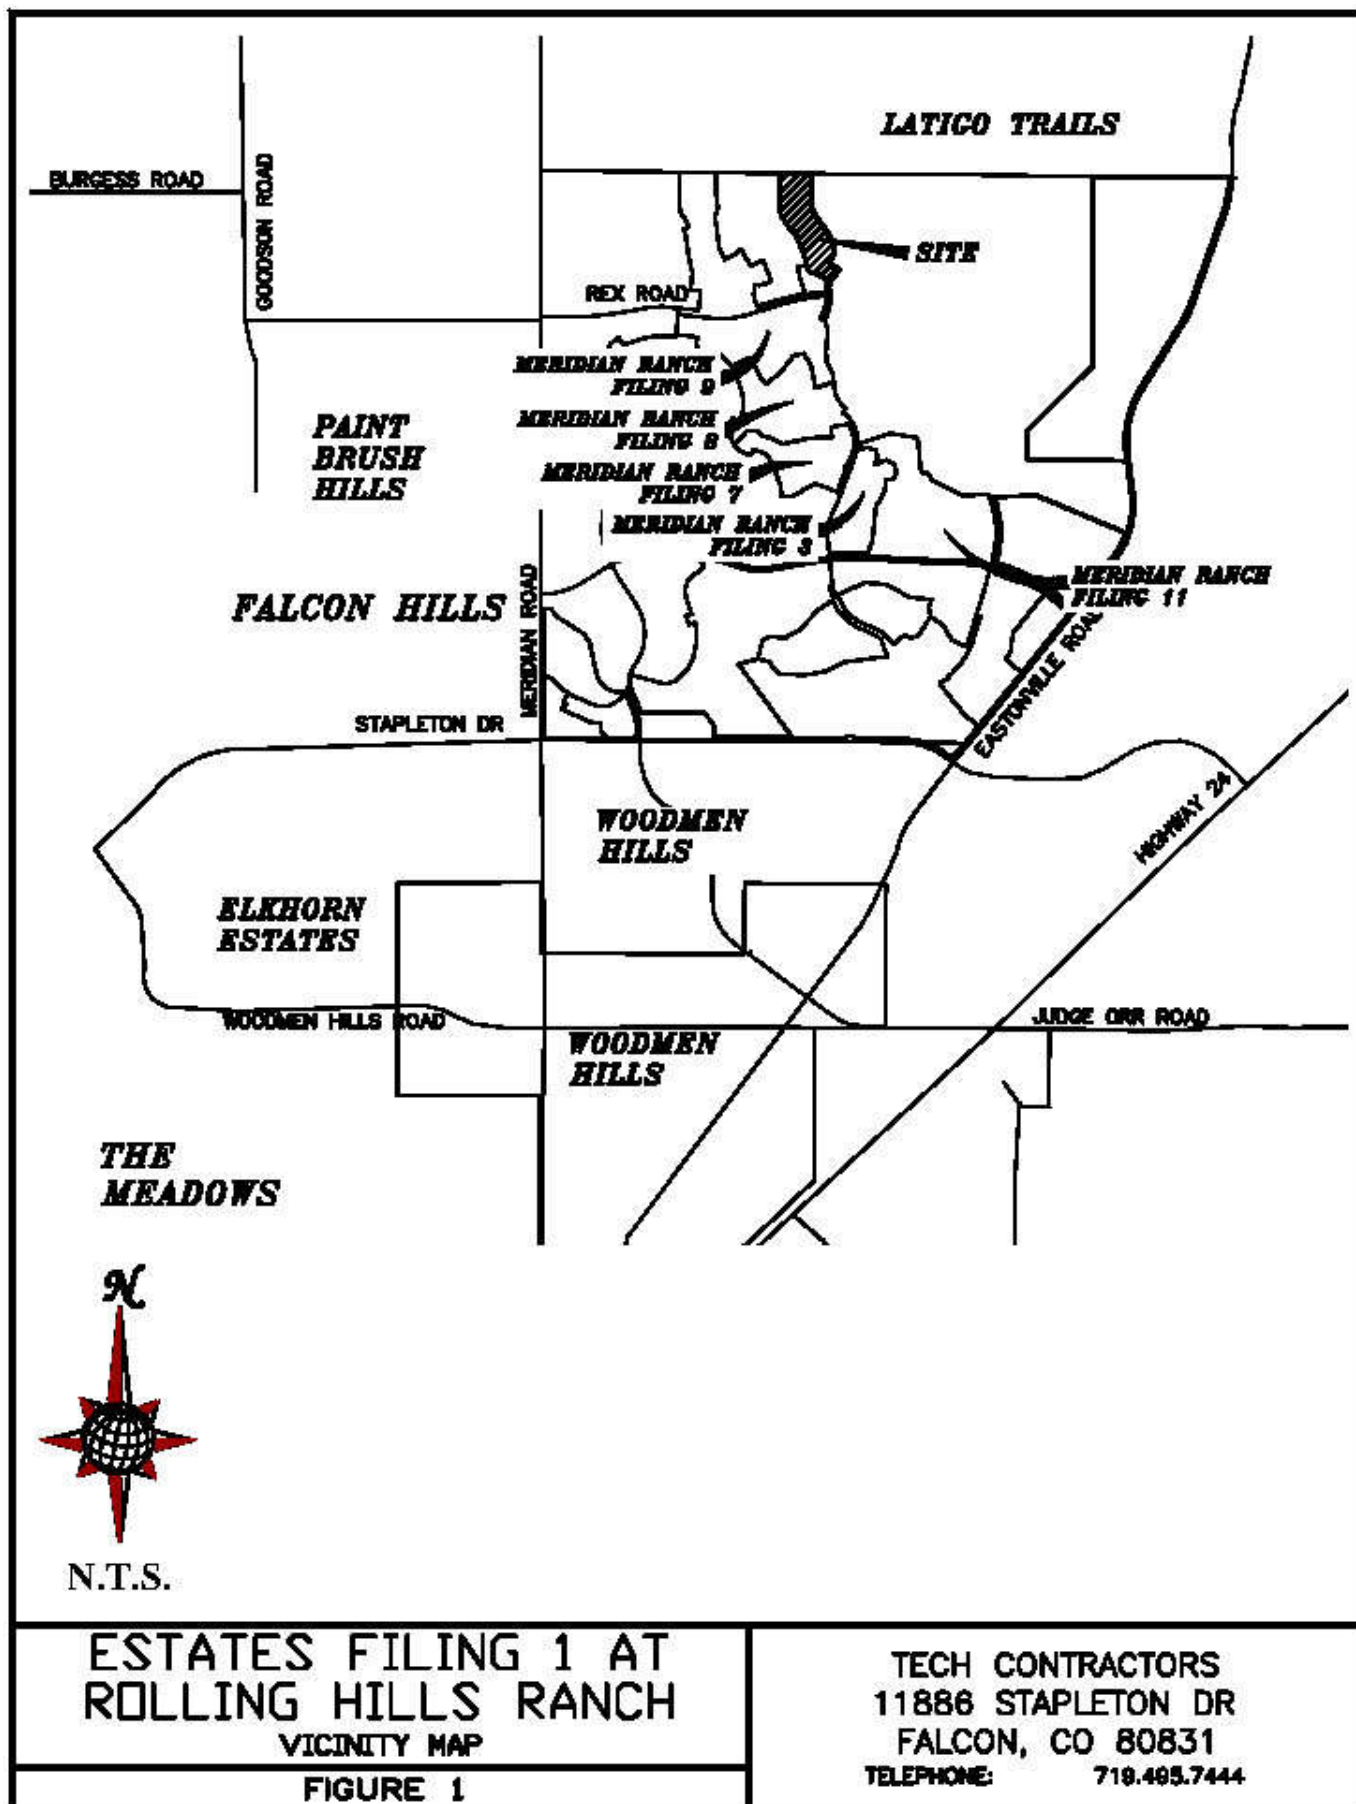 LATIGO TRAILS
BURGESS ROAD
GOODSON ROAD
SITE
REX ROAD
MERIDIAN RANCH
FILING 9
MERIDIAN RANCH
FILING 8
PAINT
BRUSH
HILLS
MERIDIAN RANCH
FILING 7
MERIDIAN RANCH
FILING 3
MERIDIAN RANCH
FILING 11
FALCON HILLS
MERIDIAN ROAD
EASTONVILLE ROAD
STAPLETON DR
HIGHWAY 24
WOODMEN
HILLS
ELKHORN
ESTATES
WOODMEN HILLS ROAD
JUDGE ORR ROAD
WOODMEN
HILLS
THE
MEADOWS
N
N.T.S.
ESTATES FILING 1 AT
ROLLING HILLS RANCH
VICINITY MAP
FIGURE 1
TECH CONTRACTORS
11886 STAPLETON DR
FALCON, CO 80831
TELEPHONE: 719.495.7444